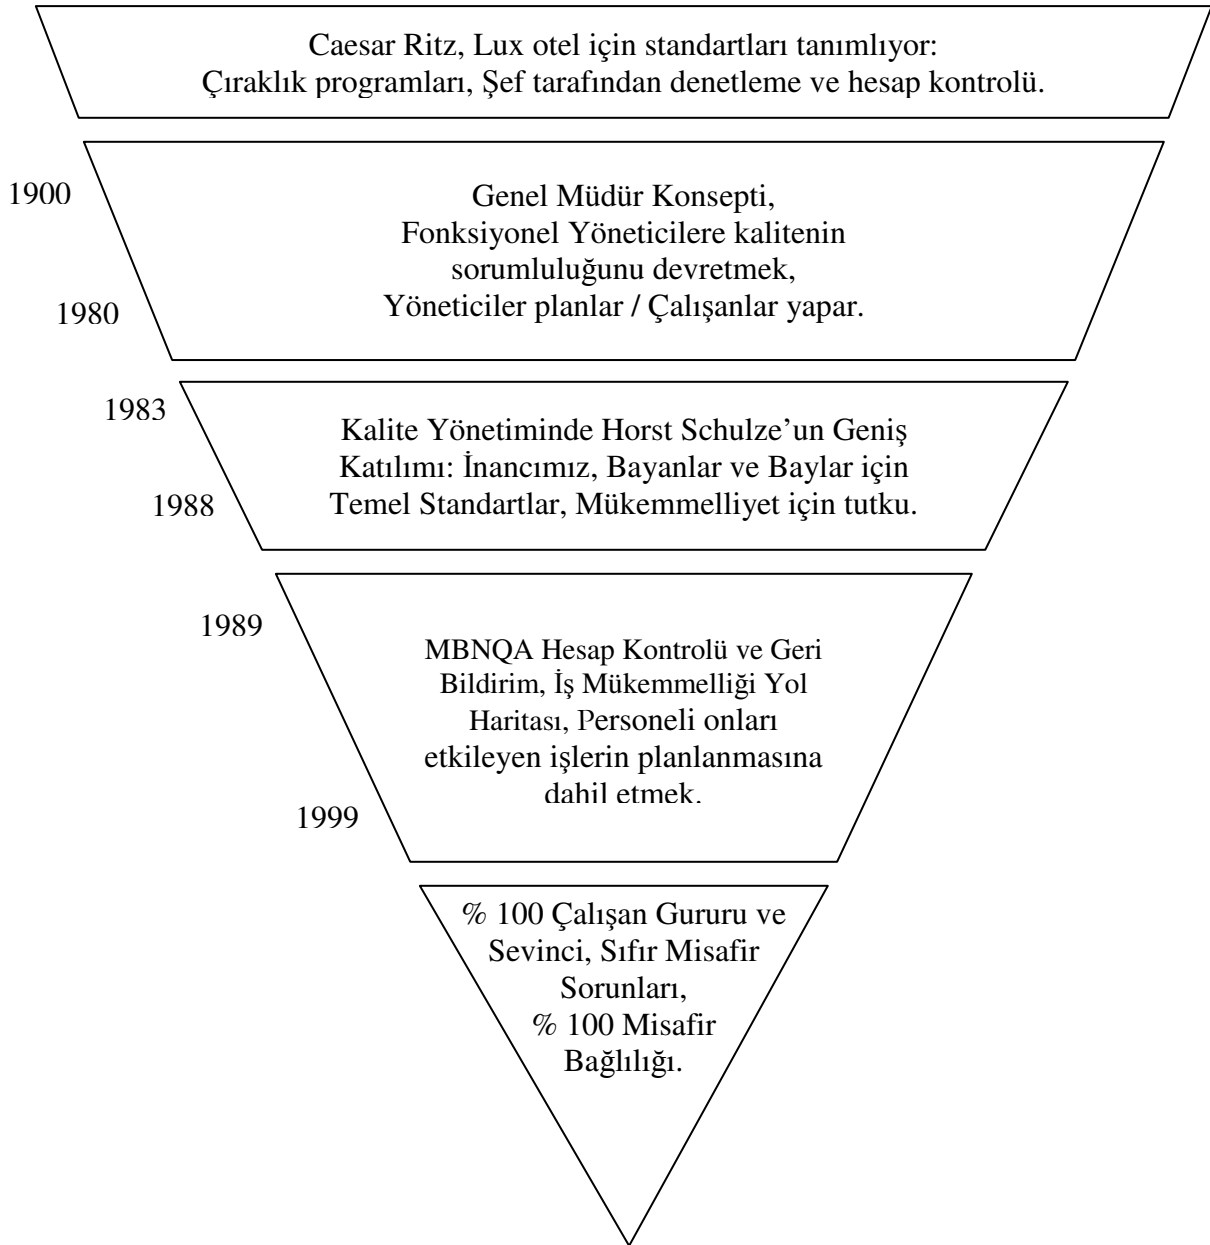 Caesar Ritz, Lux otel için standartları tanımlıyor:
Çıraklık programları, Şef tarafından denetleme ve hesap kontrolü.
1900
Genel Müdür Konsepti,
Fonksiyonel Yöneticilere kalitenin
sorumluluğunu devretmek,
Yöneticiler planlar / Çalışanlar yapar.
1980
1983
Kalite Yönetiminde Horst Schulze’un Geniş
Katılımı: İnancımız, Bayanlar ve Baylar için
Temel Standartlar, Mükemmelliyet için tutku.
1988
1989
MBNQA Hesap Kontrolü ve Geri
Bildirim, İş Mükemmelliği Yol
Haritası, Personeli onları
etkileyen işlerin planlanmasına
dahil etmek.
1999
% 100 Çalışan Gururu ve
Sevinci, Sıfır Misafir
Sorunları,
% 100 Misafir
Bağlılığı.